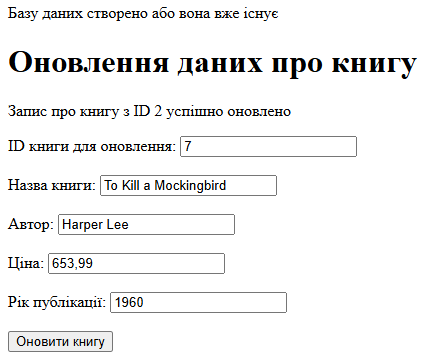 Базу даних створено або вона вже існує
Оновлення даних про книгу
Запис про книгу з ID 2 успішно оновлено
ID книги для оновлення: 7
Назва книги: To Kill a Mockingbird
Автор: Harper Lee
Ціна: 653,99
Рік публікації: 1960
Оновити книгу